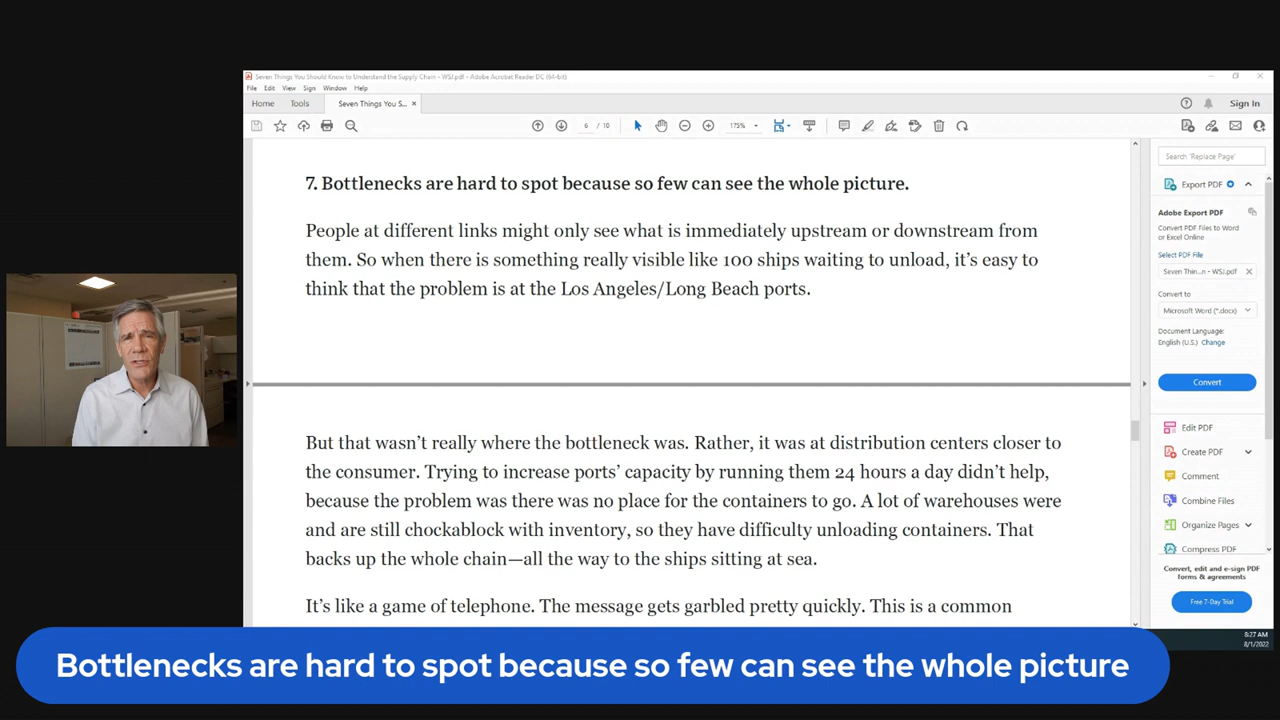 Seven Things You Should Know to Understand the Supply Chain - WSJ.pdf - Adobe Acrobat Reader DC (64-bit)
File Edit View Sign Window Help
Home Tools Seven Things You S... ×
Sign In
6 / 10
175%
7. Bottlenecks are hard to spot because so few can see the whole picture.
People at different links might only see what is immediately upstream or downstream from
them. So when there is something really visible like 100 ships waiting to unload, it’s easy to
think that the problem is at the Los Angeles/Long Beach ports.
But that wasn’t really where the bottleneck was. Rather, it was at distribution centers closer to
the consumer. Trying to increase ports’ capacity by running them 24 hours a day didn’t help,
because the problem was there was no place for the containers to go. A lot of warehouses were
and are still chockablock with inventory, so they have difficulty unloading containers. That
backs up the whole chain—all the way to the ships sitting at sea.
It’s like a game of telephone. The message gets garbled pretty quickly. This is a common
Search 'Replace Page'
Export PDF
Adobe Export PDF
Convert PDF Files to Word
or Excel Online
Select PDF File
Seven Thin...n - WSJ.pdf ×
Convert to
Microsoft Word (*.docx)
Document Language:
English (U.S.) Change
Convert
Edit PDF
Create PDF
Comment
Combine Files
Organize Pages
Compress PDF
Convert, edit and e-sign PDF
forms & agreements
Free 7-Day Trial
8:27 AM
8/1/2022
Bottlenecks are hard to spot because so few can see the whole picture